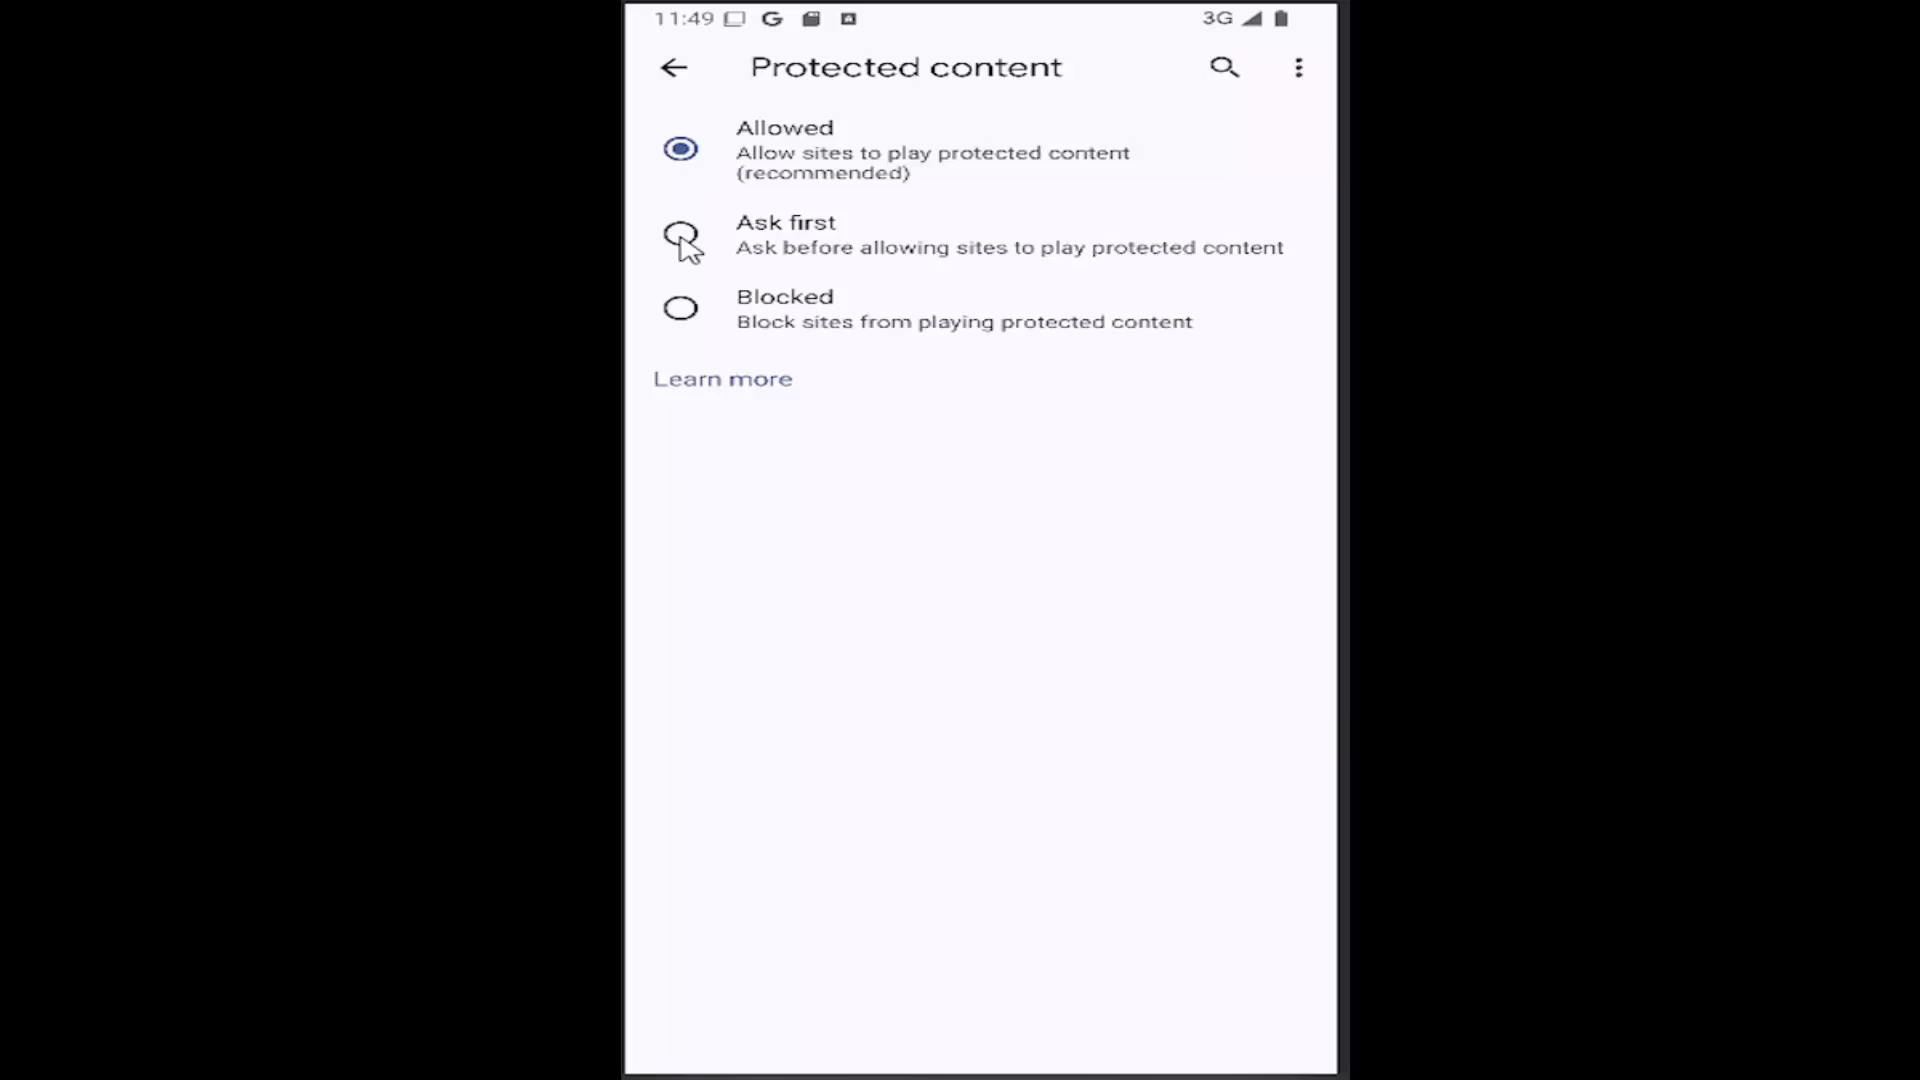 11:49 G 3G
Protected content
Allowed
Allow sites to play protected content
(recommended)
Ask first
Ask before allowing sites to play protected content
Blocked
Block sites from playing protected content
Learn more